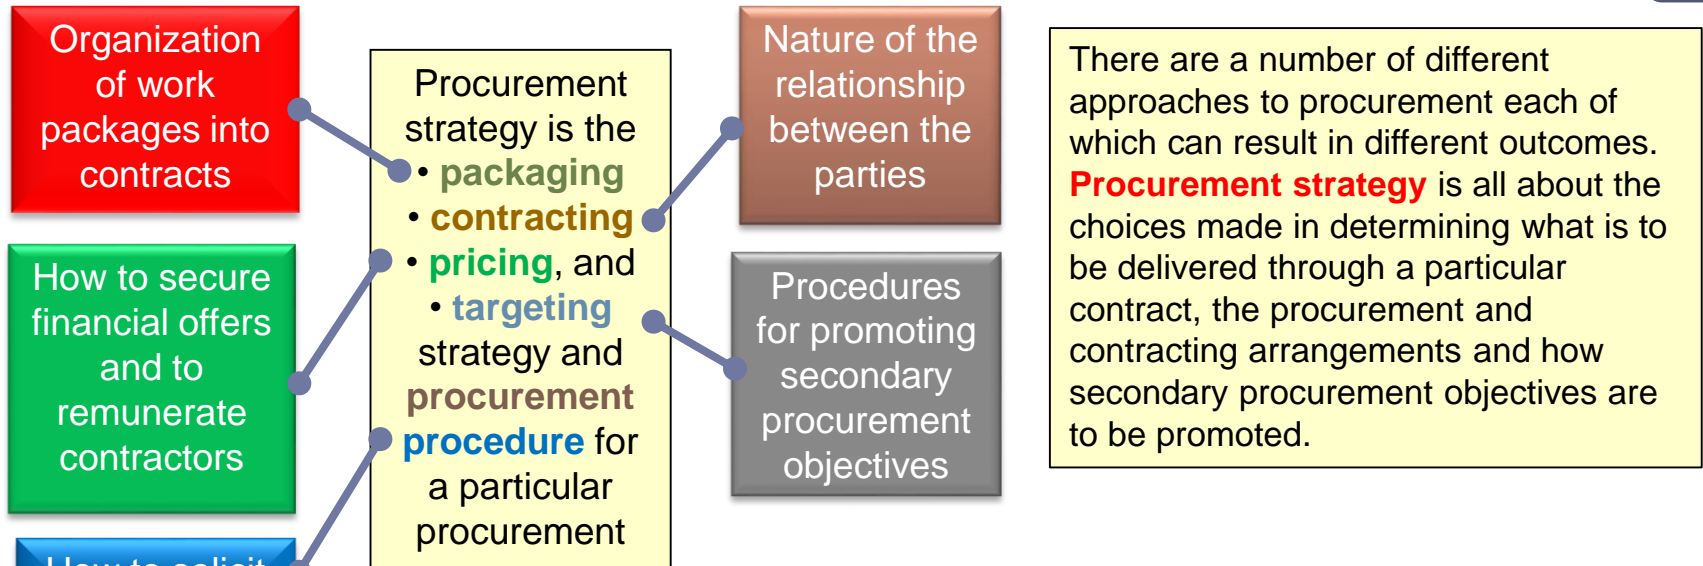 Organization
of work
packages into
contracts
How to secure
financial offers
and to
remunerate
contractors
How to solicit
Procurement
strategy is the
• packaging
• contracting
• pricing, and
• targeting
strategy and
procurement
procedure for
a particular
procurement
Nature of the
relationship
between the
parties
Procedures
for promoting
secondary
procurement
objectives
There are a number of different
approaches to procurement each of
which can result in different outcomes.
Procurement strategy is all about the
choices made in determining what is to
be delivered through a particular
contract, the procurement and
contracting arrangements and how
secondary procurement objectives are
to be promoted.